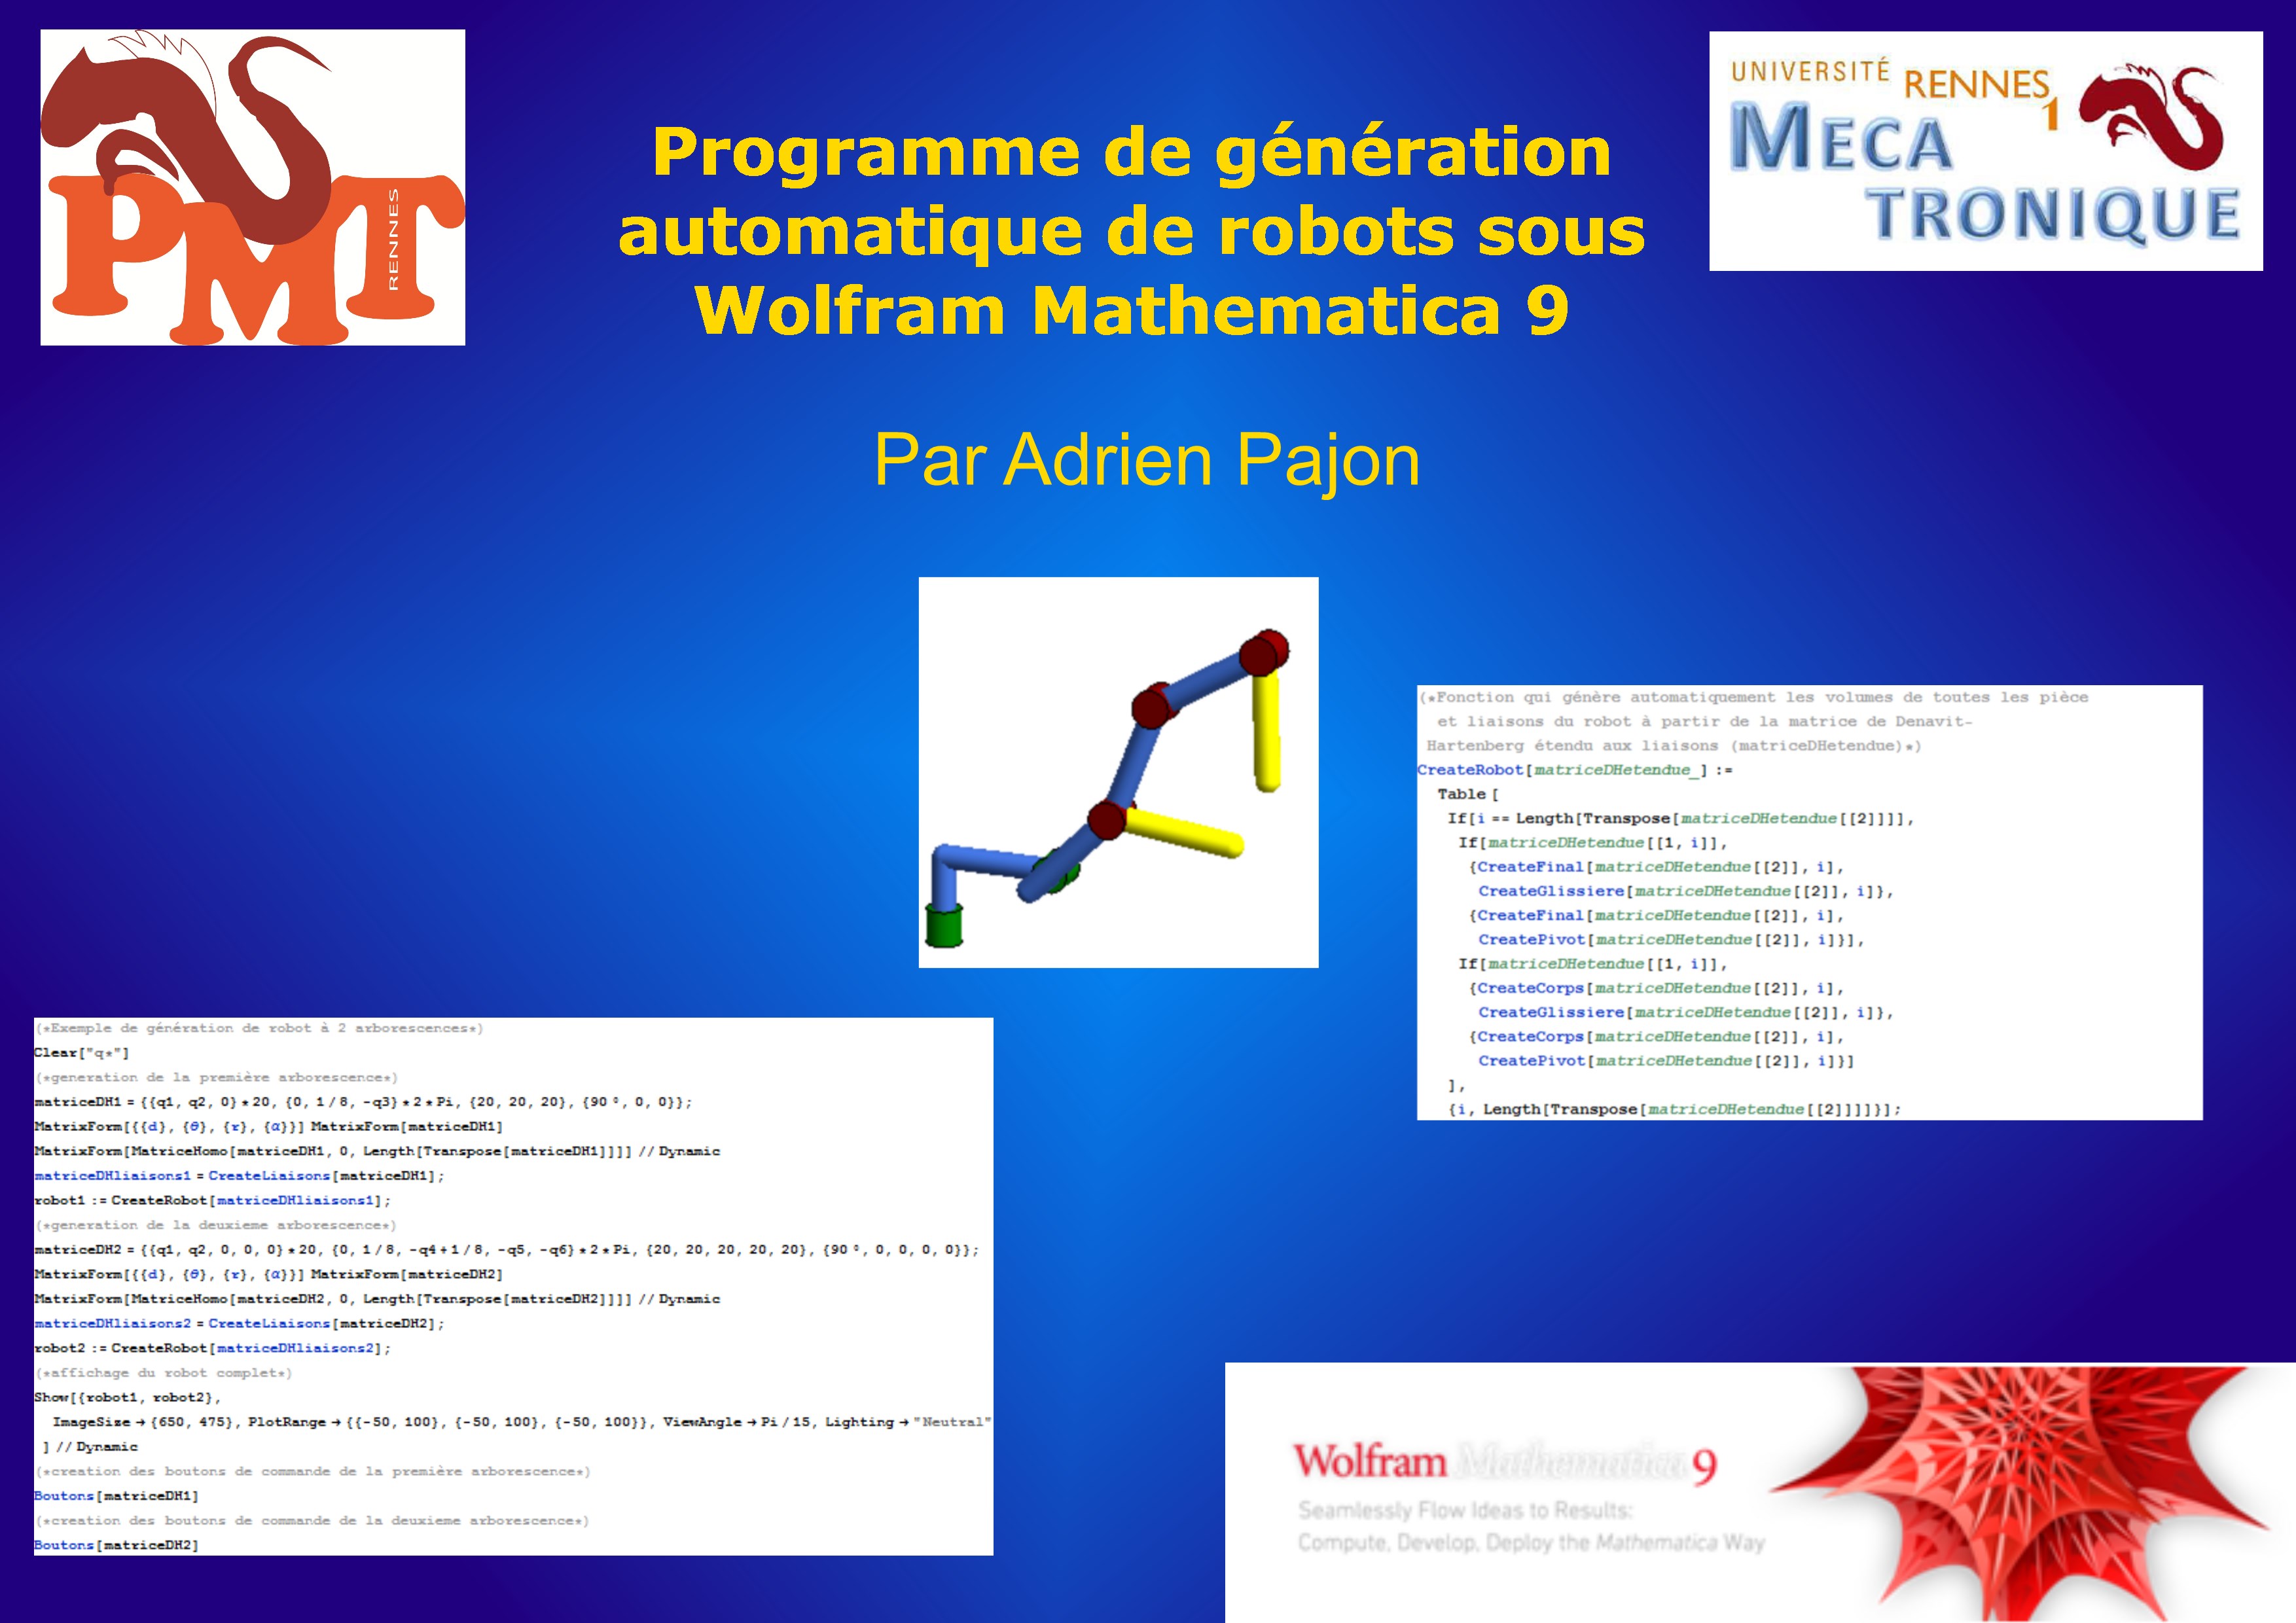 PMT
RENNES
Programme de génération
automatique de robots sous
Wolfram Mathematica 9
UNIVERSITÉ RENNES 1
MECA
TRONIQUE
Par Adrien Pajon
(*Fonction qui génère automatiquement les volumes de toutes les pièce
et liaisons du robot à partir de la matrice de Denavit-
Hartenberg étendu aux liaisons (matriceDHetendue)*)
CreateRobot[matriceDHetendue_] :=
Table[
If[i == Length[Transpose[matriceDHetendue[[2]]]],
If[matriceDHetendue[[1, i]],
{CreateFinal[matriceDHetendue[[2]], i],
CreateGlissiere[matriceDHetendue[[2]], i]},
{CreateFinal[matriceDHetendue[[2]], i],
CreatePivot[matriceDHetendue[[2]], i]}],
If[matriceDHetendue[[1, i]],
{CreateCorps[matriceDHetendue[[2]], i],
CreateGlissiere[matriceDHetendue[[2]], i]},
{CreateCorps[matriceDHetendue[[2]], i],
CreatePivot[matriceDHetendue[[2]], i]}]
],
{i, Length[Transpose[matriceDHetendue[[2]]]]}];
(*Exemple de génération de robot à 2 arborescences*)
Clear["q*"]
(*generation de la première arborescence*)
matriceDH1 = {{q1, q2, 0} * 20, {0, 1 / 8, -q3} * 2 * Pi, {20, 20, 20}, {90 °, 0, 0}};
MatrixForm[{{d}, {θ}, {r}, {α}}] MatrixForm[matriceDH1]
MatrixForm[MatriceHomo[matriceDH1, 0, Length[Transpose[matriceDH1]]]] // Dynamic
matriceDHliaisons1 = CreateLiaisons[matriceDH1];
robot1 := CreateRobot[matriceDHliaisons1];
(*generation de la deuxieme arborescence*)
matriceDH2 = {{q1, q2, 0, 0, 0} * 20, {0, 1 / 8, -q4 + 1 / 8, -q5, -q6} * 2 * Pi, {20, 20, 20, 20, 20}, {90 °, 0, 0, 0, 0}};
MatrixForm[{{d}, {θ}, {r}, {α}}] MatrixForm[matriceDH2]
MatrixForm[MatriceHomo[matriceDH2, 0, Length[Transpose[matriceDH2]]]] // Dynamic
matriceDHliaisons2 = CreateLiaisons[matriceDH2];
robot2 := CreateRobot[matriceDHliaisons2];
(*affichage du robot complet*)
Show[{robot1, robot2},
ImageSize → {650, 475}, PlotRange → {{-50, 100}, {-50, 100}, {-50, 100}}, ViewAngle → Pi / 15, Lighting → "Neutral"
] // Dynamic
(*creation des boutons de commande de la première arborescence*)
Boutons[matriceDH1]
(*creation des boutons de commande de la deuxieme arborescence*)
Boutons[matriceDH2]
Wolfram Mathematica 9
Seamlessly Flow Ideas to Results:
Compute, Develop, Deploy the Mathematica Way